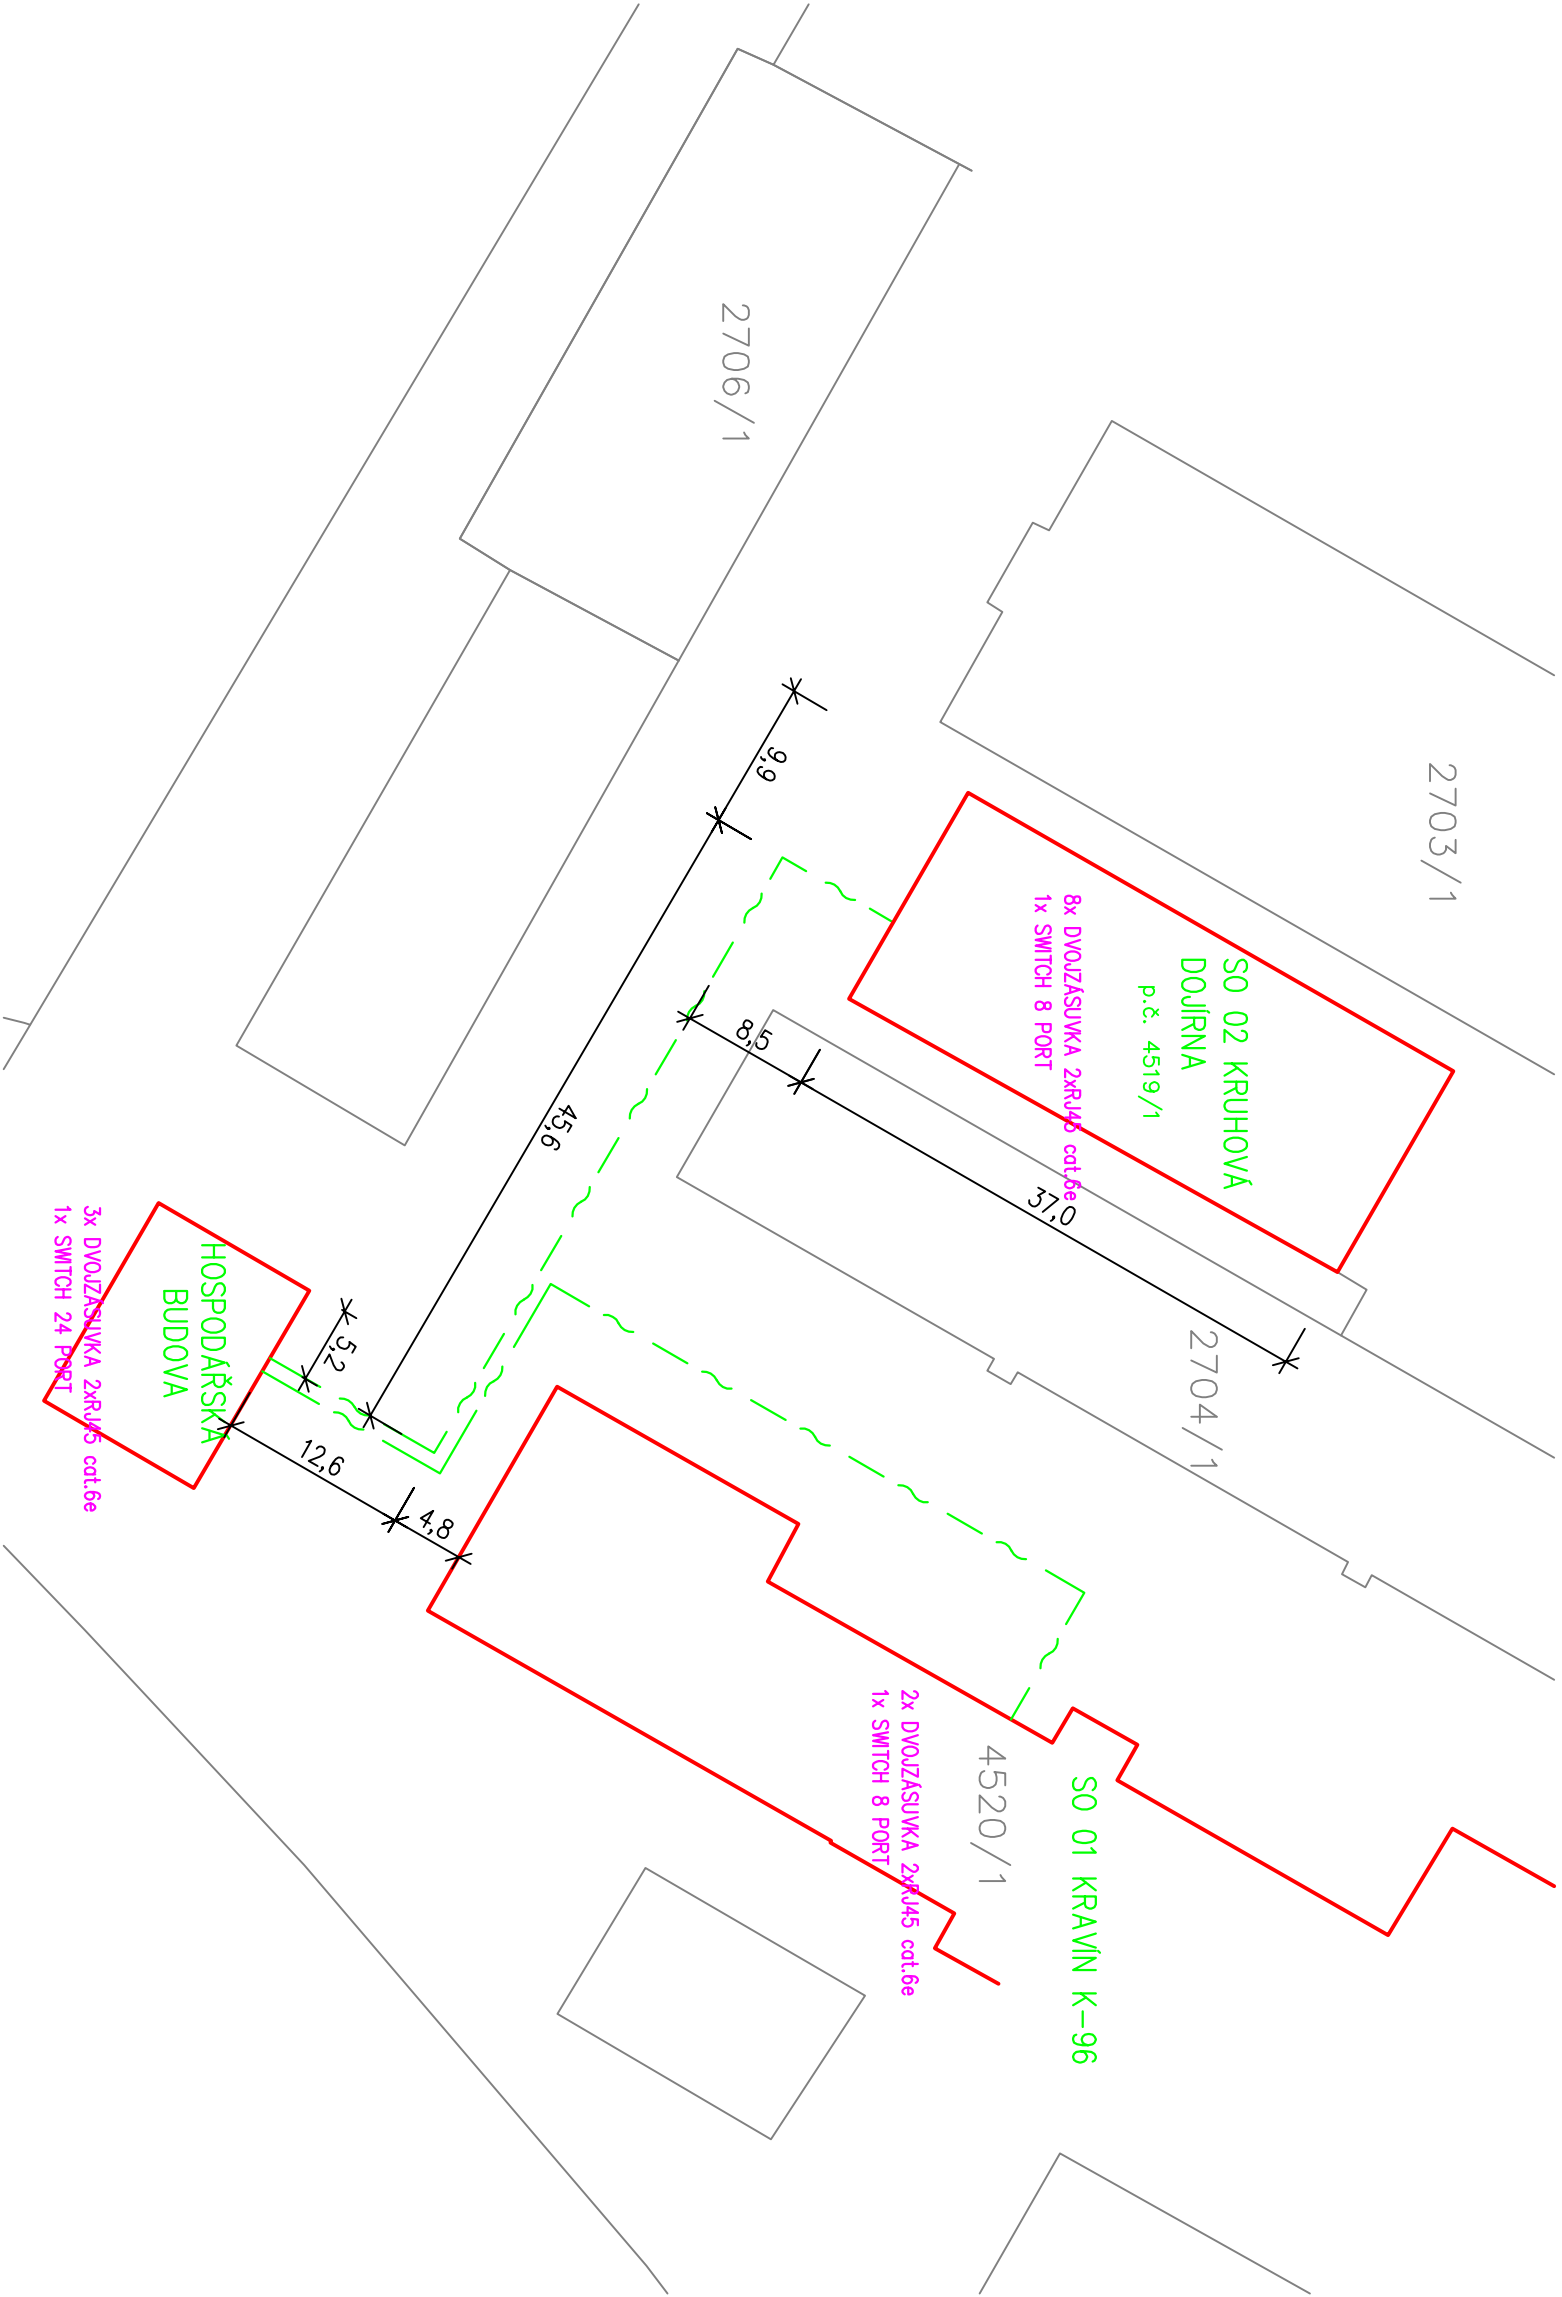 2703/1
SO 02 KRUHOVÁ
DOJÍRNA
p.č. 4519/1
8x DVOJZÁSUVKA 2xRJ45 cat.6e
1x SWITCH 8 PORT
2706/1
9,9
8,5
37,0
45,6
2704/1
HOSPODÁŘSKÁ
BUDOVA
3x DVOJZÁSUVKA 2xRJ45 cat.6e
1x SWITCH 24 PORT
5,2
12,6
4,8
SO 01 KRAVÍN K-96
4520/1
2x DVOJZÁSUVKA 2xRJ45 cat.6e
1x SWITCH 8 PORT